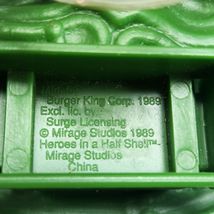 Burger King Corp. 1989
Excl. lic. by
Surge Licensing
© Mirage Studios 1989
Heroes in a Half Shell™
Mirage Studios
China